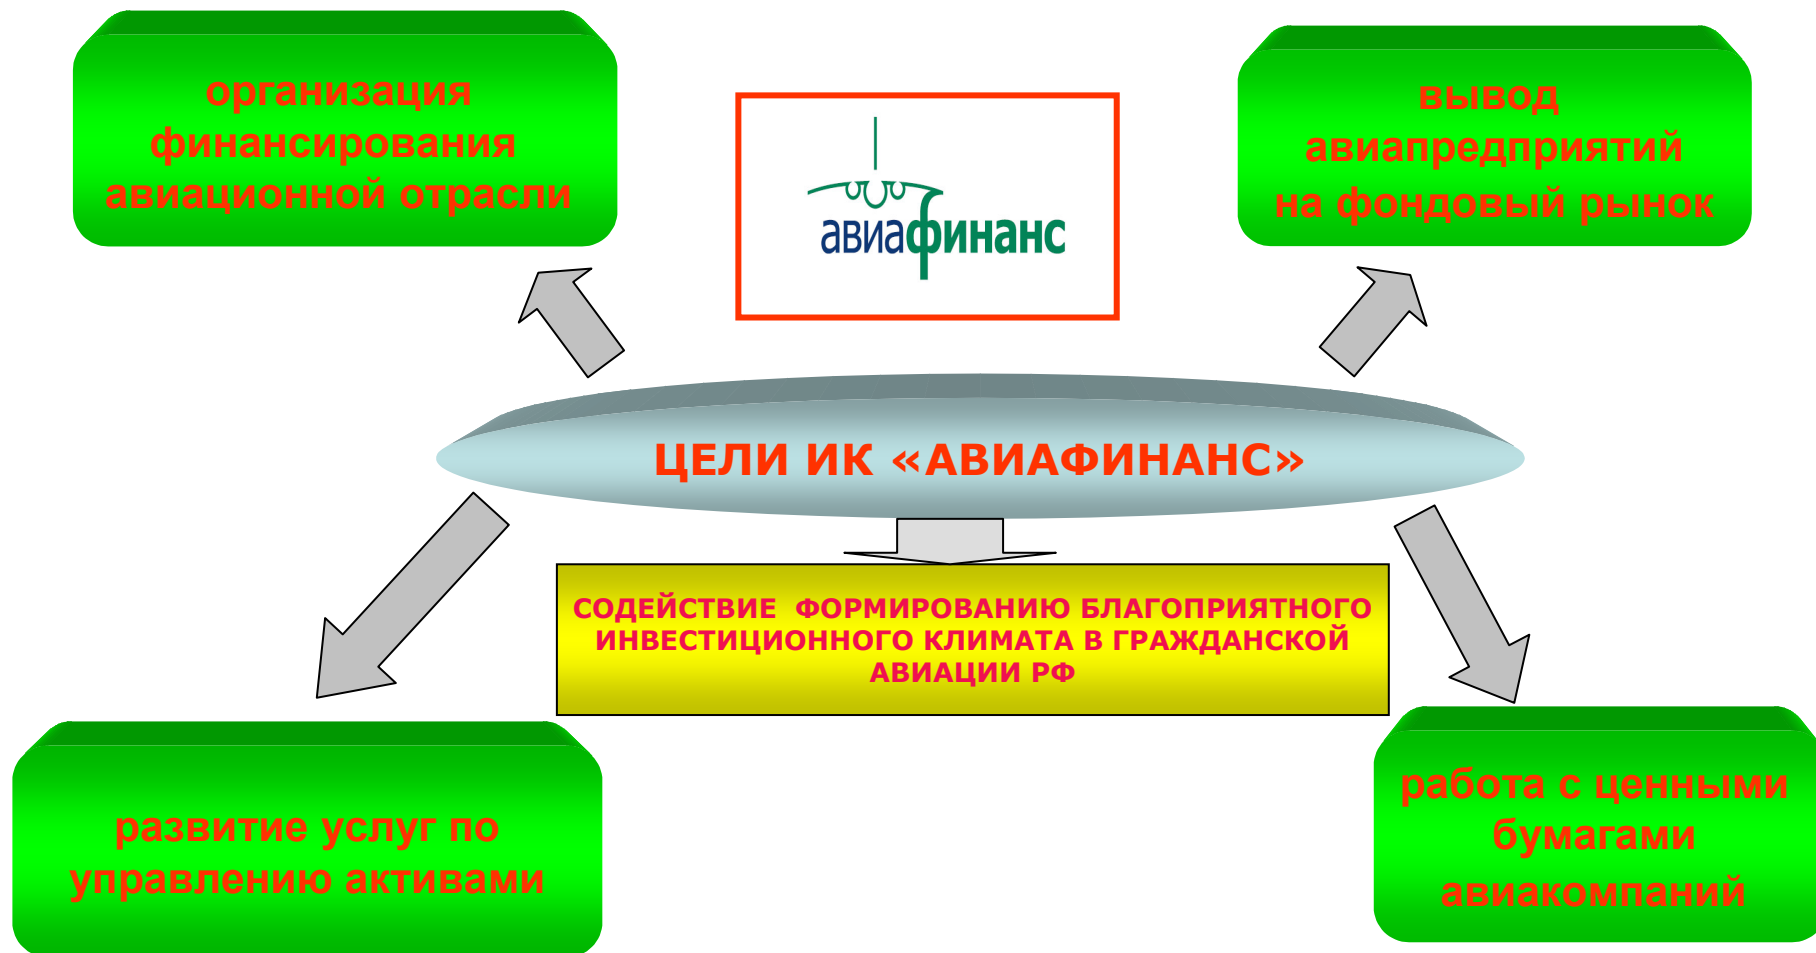 организация
финансирования
авиационной отрасли
авиафинанс
вывод
авиапредприятий
на фондовый рынок
ЦЕЛИ ИК «АВИАФИНАНС»
СОДЕЙСТВИЕ ФОРМИРОВАНИЮ БЛАГОПРИЯТНОГО
ИНВЕСТИЦИОННОГО КЛИМАТА В ГРАЖДАНСКОЙ
АВИАЦИИ РФ
развитие услуг по
управлению активами
работа с ценными
бумагами
авиакомпаний